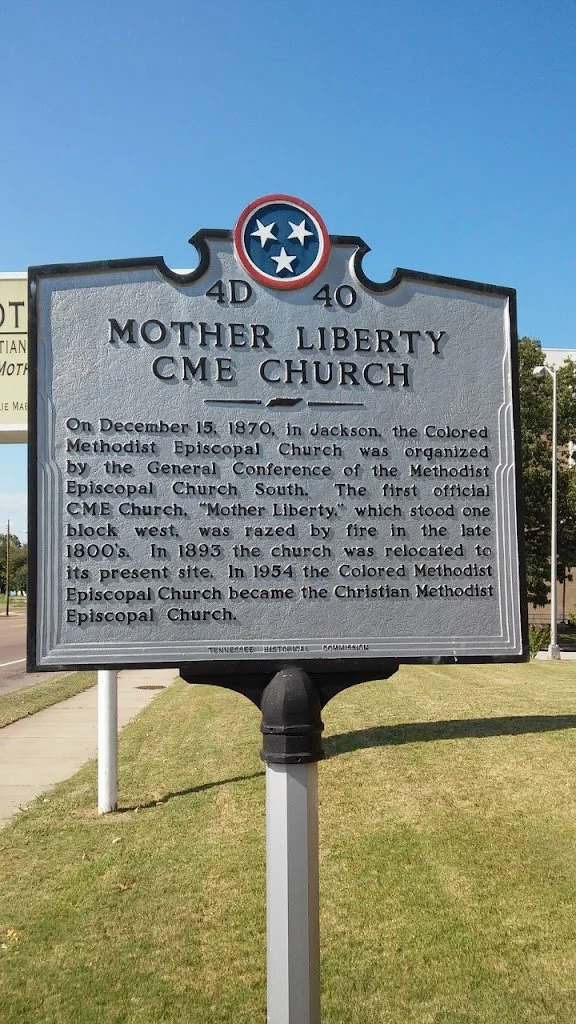 4D 40
MOTHER LIBERTY
CME CHURCH
On December 15, 1870, in Jackson, the Colored
Methodist Episcopal Church was organized
by the General Conference of the Methodist
Episcopal Church South. The first official
CME Church, "Mother Liberty," which stood one
block west, was razed by fire in the late
1800's. In 1893 the church was relocated to
its present site. In 1954 the Colored Methodist
Episcopal Church became the Christian Methodist
Episcopal Church.
TENNESSEE HISTORICAL COMMISSION